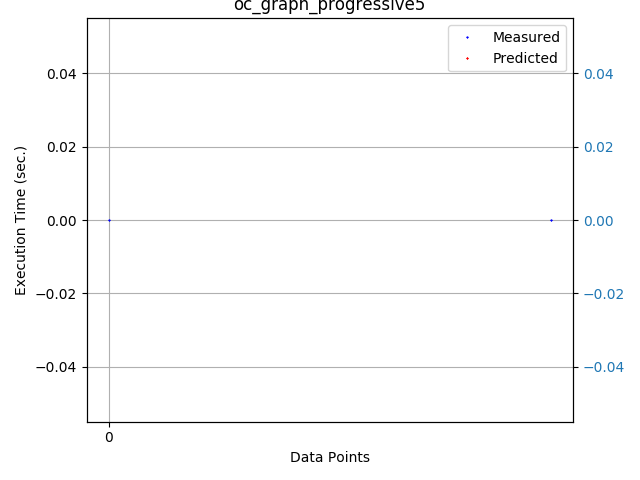 oc_graph_progressive5
Measured
Predicted
0.04
0.02
0.00
−0.02
−0.04
0.04
0.02
0.00
−0.02
−0.04
Execution Time (sec.)
0
Data Points